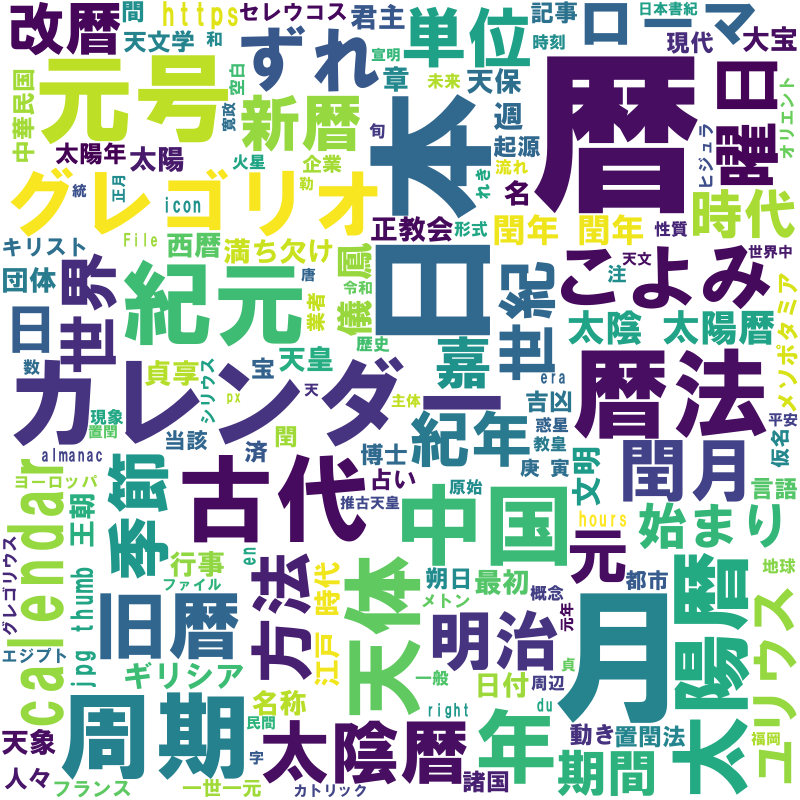 改暦
間
https
セレウコス
君主
単位
記事
日本書紀
ローマ
天文学
和
ずれ
宣明
時刻
現代
大宝
中華民国
元号
空白
寛政
新暦
章
未来
天保
週
暦
曜日
オリエント
太陽年
太陽
火星
企業
旬
起源
流れ
ヒジュラ
統
正月
勅
日本
れき
名
時代
グレゴリオ
icon
正教会
形式
閏年
閏年
性質
キリスト
File
西暦
満ち欠け
儀鳳
こよみ
天文
世界中
団体
世界
紀元
唐
令和
業者
世紀
注
メソポタミア
日
歴史
太陰
太陽暦
数
貞享
シリウス
宝
天皇
嘉
era
カレンダー
天
主体
吉凶
暦法
平安
現象
px
置閏
当該
済
閏
博士
紀年
惑星
教皇
仮名
almanac
占い
庚
寅
文明
閏月
言語
ヨーロッパ
calendar
王朝
季節
古代
推古天皇
原始
中国
hours
始まり
グレゴリウス
thumb
行事
en
方法
時代
天体
朔日
最初
元
都市
太陽暦
地球
ファイル
メトン
概念
元年
エジプト
jpg
旧暦
江戸
明治
月
ユリウス
ギリシア
一般
貞
周期
名称
日付
周辺
民間
right
du
福岡
天象
太陰暦
年
動き
置閏法
人々
字
期間
フランス
一世一元
カトリック
諸国